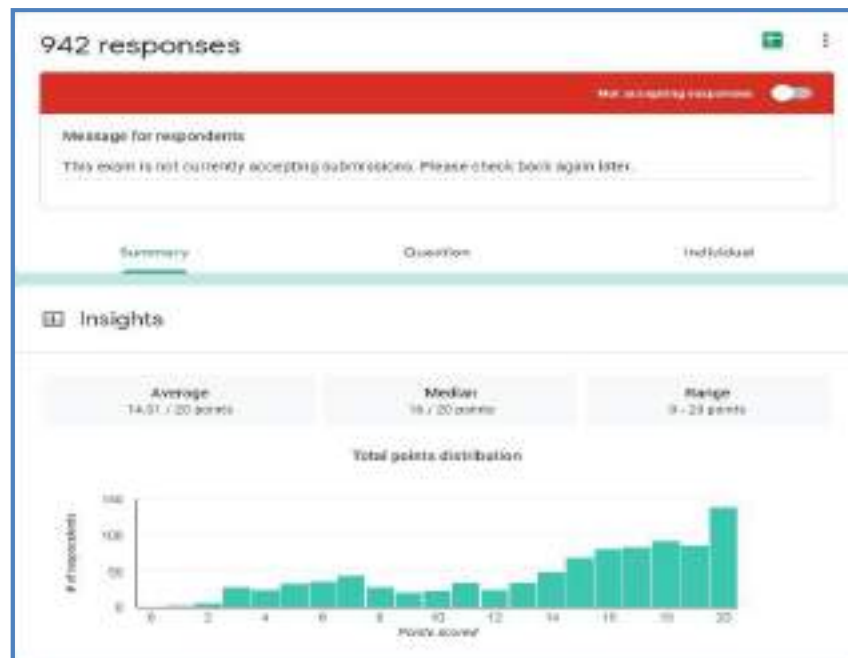 942 responses
Not accepting responses
Message for respondents
This exam is not currently accepting submissions. Please check back again later.
Summary Question Individual
Insights
Average Median Range
/ 20 points 16 / 20 points 0 - 20 points
Total points distribution
# of respondents
150
100
50
0
0 2 4 6 8 10 12 14 16 18 20
Points scored